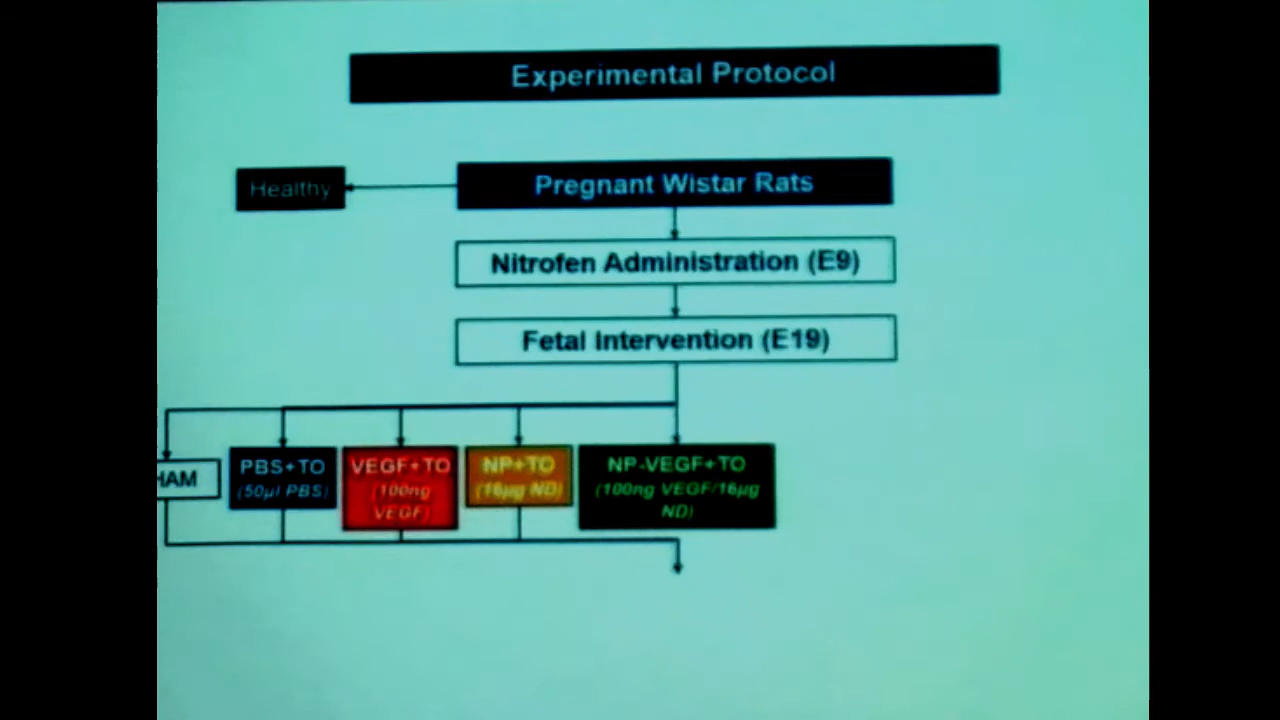 Experimental Protocol
Healthy
Pregnant Wistar Rats
Nitrofen Administration (E9)
Fetal Intervention (E19)
HAM
PBS+TO
(50µl PBS)
VEGF+TO
(100ng
VEGF)
NP+TO
(16µg ND)
NP-VEGF+TO
(100ng VEGF/16µg
ND)